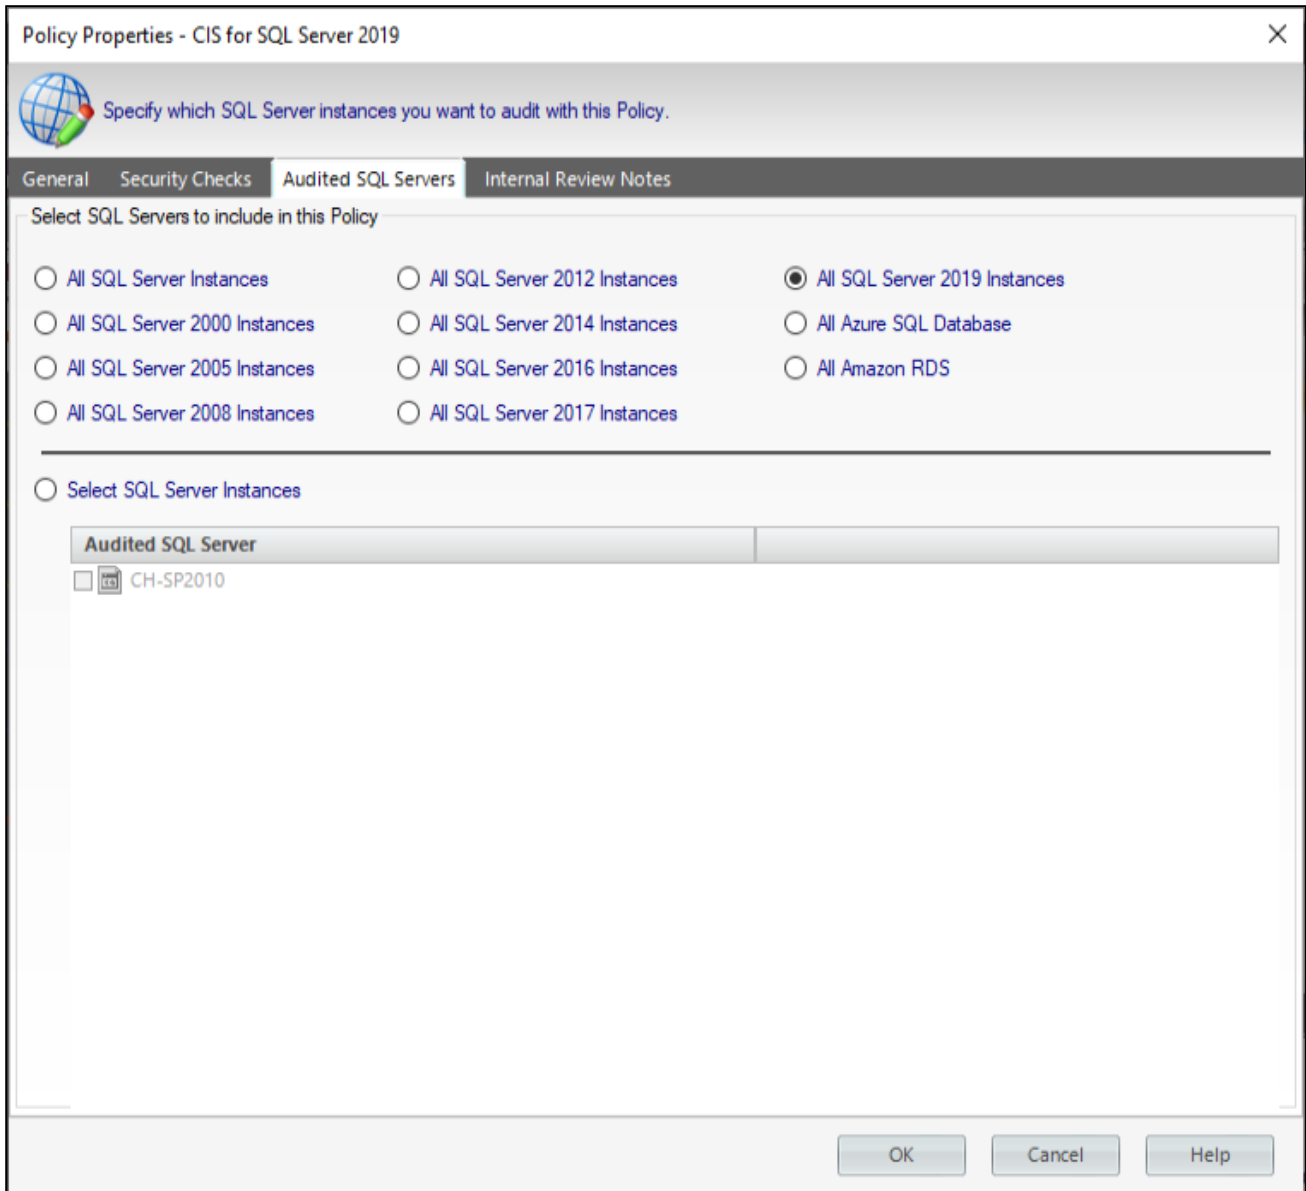 Policy Properties - CIS for SQL Server 2019
Specify which SQL Server instances you want to audit with this Policy.
General Security Checks Audited SQL Servers Internal Review Notes
Select SQL Servers to include in this Policy
All SQL Server Instances All SQL Server 2012 Instances All SQL Server 2019 Instances
All SQL Server 2000 Instances All SQL Server 2014 Instances All Azure SQL Database
All SQL Server 2005 Instances All SQL Server 2016 Instances All Amazon RDS
All SQL Server 2008 Instances All SQL Server 2017 Instances
Select SQL Server Instances
Audited SQL Server
CH-SP2010
OK Cancel Help